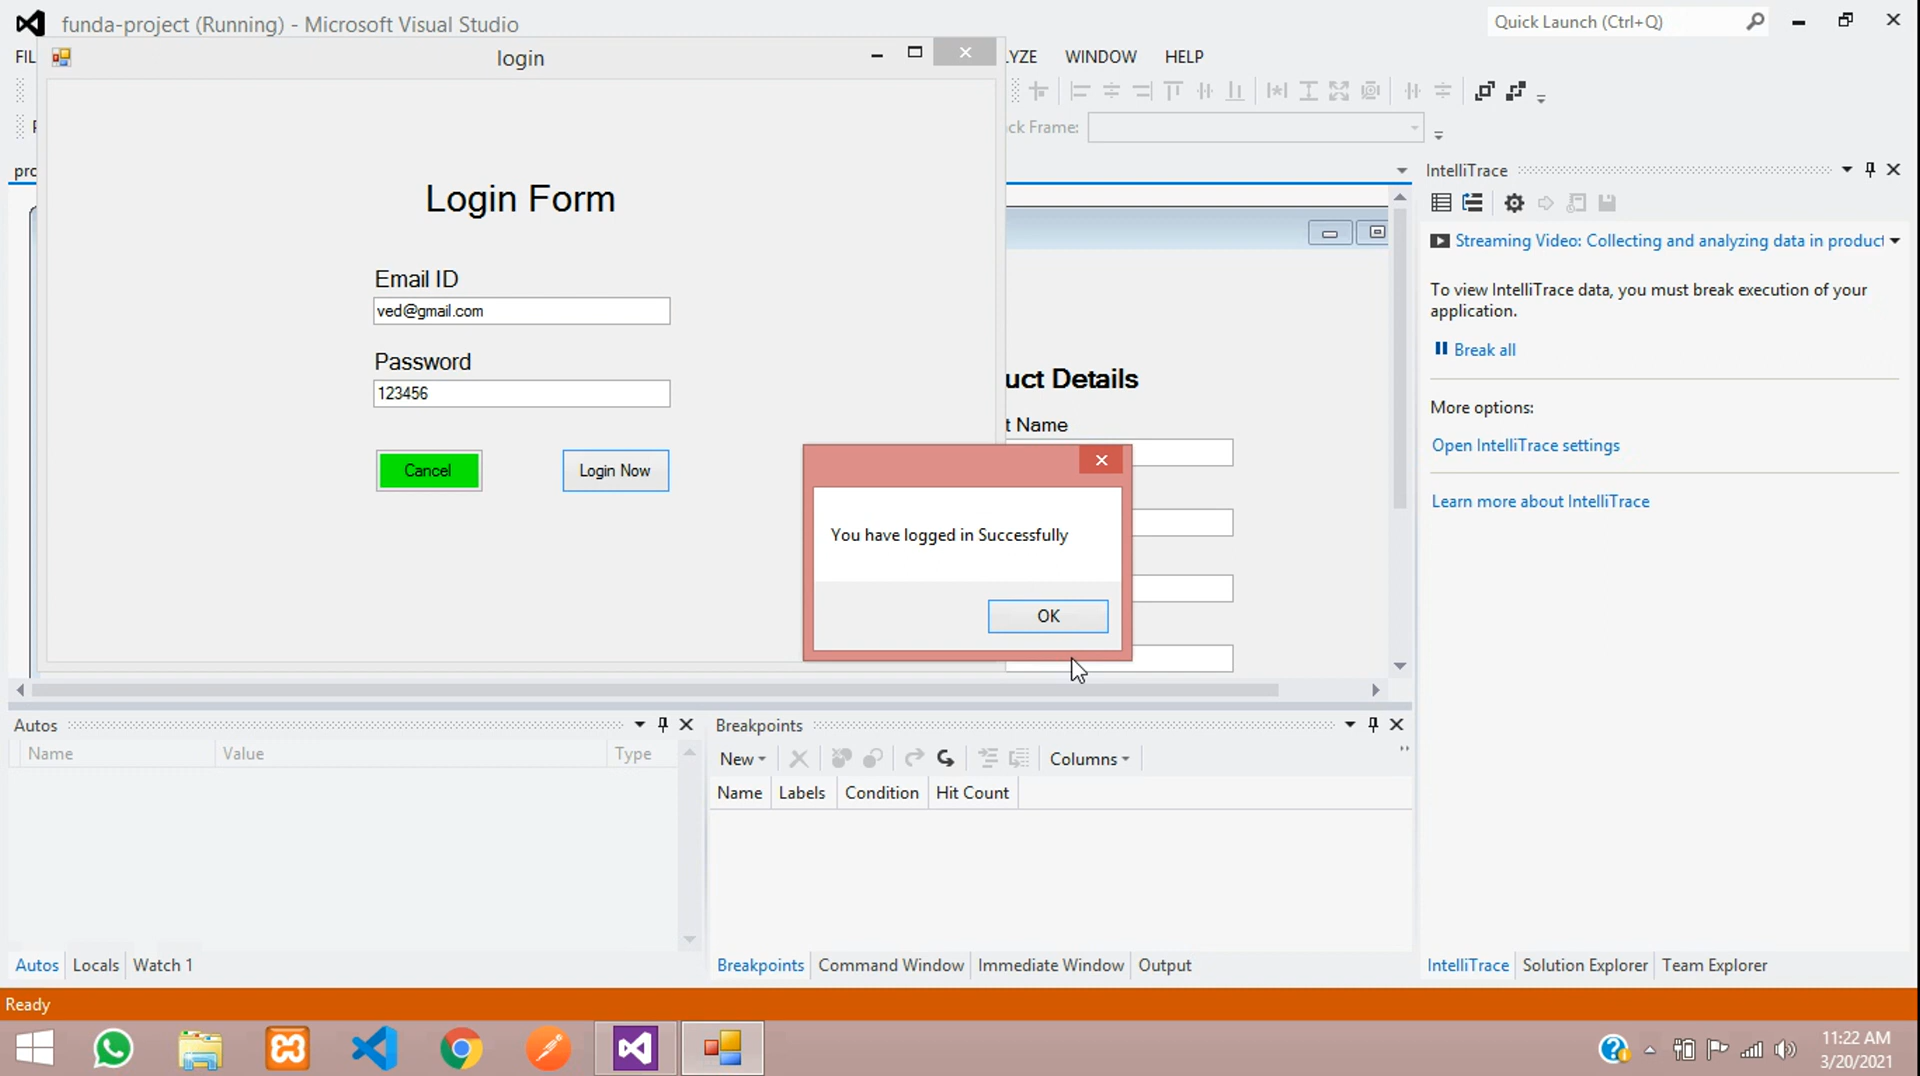 funda-project (Running) - Microsoft Visual Studio
Quick Launch (Ctrl+Q)
FIL
login
YZE WINDOW HELP
ck Frame:
pro
IntelliTrace
Login Form
Streaming Video: Collecting and analyzing data in product
Email ID
ved@gmail.com
To view IntelliTrace data, you must break execution of your
application.
Break all
Password
123456
uct Details
More options:
t Name
Open IntelliTrace settings
Cancel
Login Now
Learn more about IntelliTrace
You have logged in Successfully
OK
Autos
Name Value Type
Breakpoints
New Columns
Name Labels Condition Hit Count
Autos Locals Watch 1
Breakpoints Command Window Immediate Window Output
IntelliTrace Solution Explorer Team Explorer
Ready
11:22 AM
3/20/2021